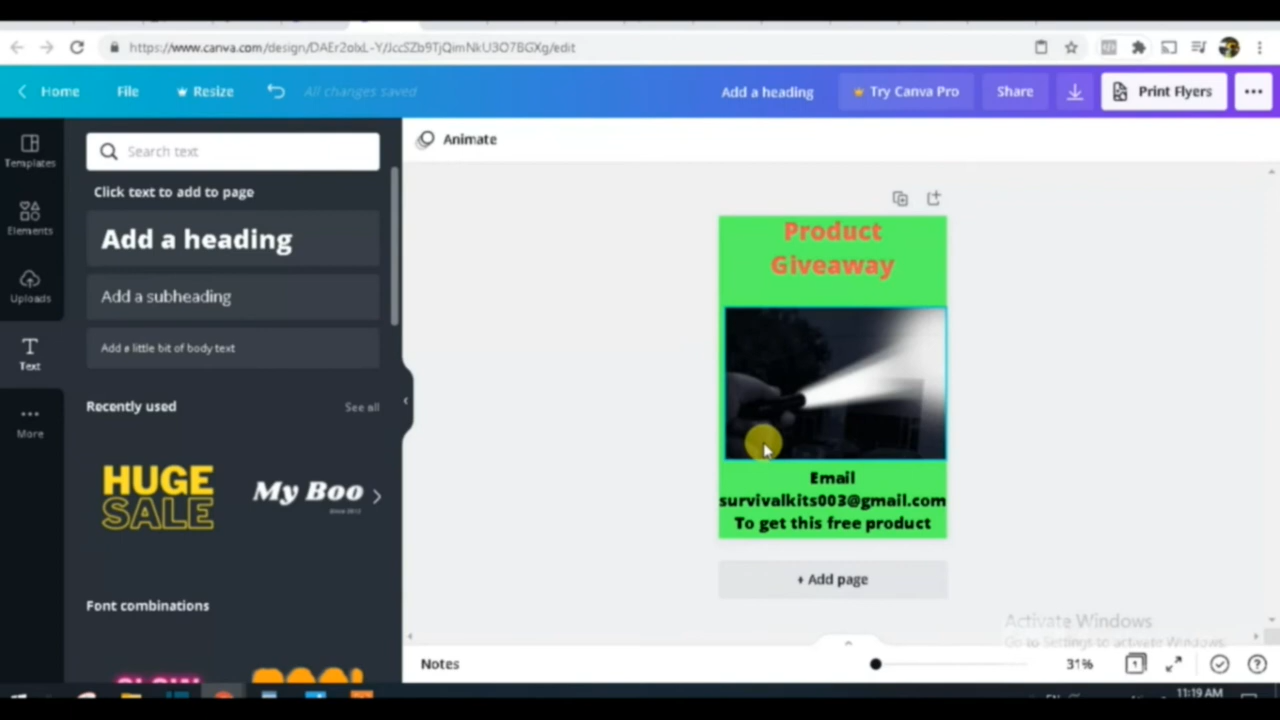 https://www.canva.com/design/DAEr2olxL-Y/JccSZb9TjQimNkU3O7BGXg/edit
Home File Resize All changes saved Add a heading Try Canva Pro Share Print Flyers
Templates
Elements
Uploads
Text
More
Search text
Click text to add to page
Add a heading
Add a subheading
Add a little bit of body text
Recently used See all
HUGE
SALE
My Boo
Font combinations
Animate
Product
Giveaway
Email
survivalkits003@gmail.com
To get this free product
+ Add page
Activate Windows
Go to Settings to activate Windows.
Notes 31% 1
11:19 AM